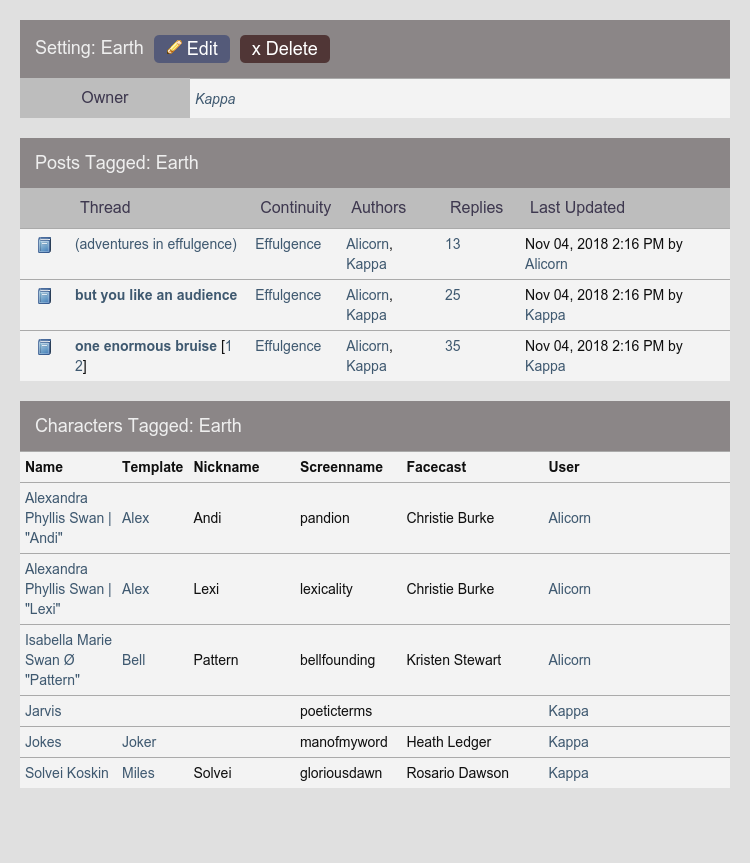 Setting: Earth Edit x Delete
Owner Kappa
Posts Tagged: Earth
Thread Continuity Authors Replies Last Updated
(adventures in effulgence) Effulgence Alicorn, 13 Nov 04, 2018 2:16 PM by
Kappa Alicorn
but you like an audience Effulgence Alicorn, 25 Nov 04, 2018 2:16 PM by
Kappa Kappa
one enormous bruise [1 Effulgence Alicorn, 35 Nov 04, 2018 2:16 PM by
2] Kappa Kappa
Characters Tagged: Earth
Name Template Nickname Screenname Facecast User
Alexandra
Phyllis Swan | Alex Andi pandion Christie Burke Alicorn
"Andi"
Alexandra
Phyllis Swan | Alex Lexi lexicality Christie Burke Alicorn
"Lexi"
Isabella Marie
Swan Ø Bell Pattern bellfounding Kristen Stewart Alicorn
"Pattern"
Jarvis poeticterms Kappa
Jokes Joker manofmyword Heath Ledger Kappa
Solvei Koskin Miles Solvei gloriousdawn Rosario Dawson Kappa